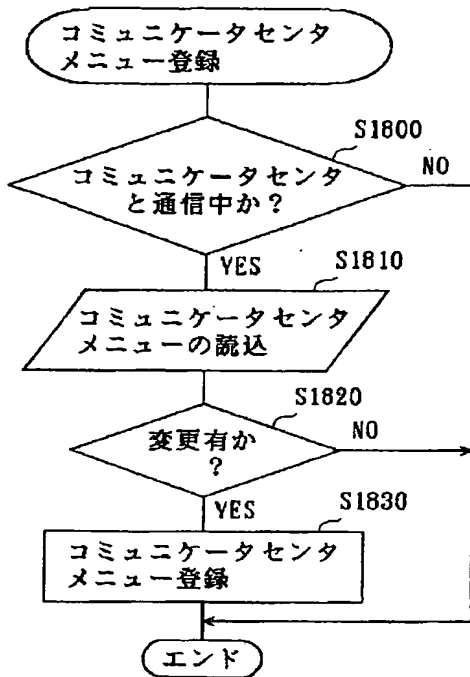 コミュニケータセンタ
メニュー登録
S1800
コミュニケータセンタ
と通信中か？
NO
YES
S1810
コミュニケータセンタ
メニューの読込
S1820
変更有か
？
NO
YES
S1830
コミュニケータセンタ
メニュー登録
エンド